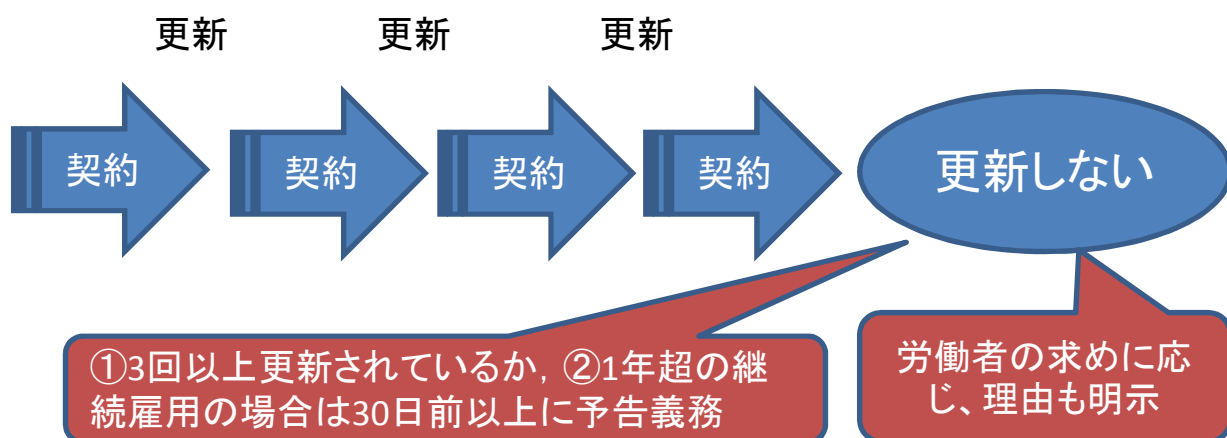 更新 更新 更新
契約 契約 契約 契約 更新しない
①3回以上更新されているか, ②1年超の継
続雇用の場合は30日前以上に予告義務
労働者の求めに応
じ、理由も明示